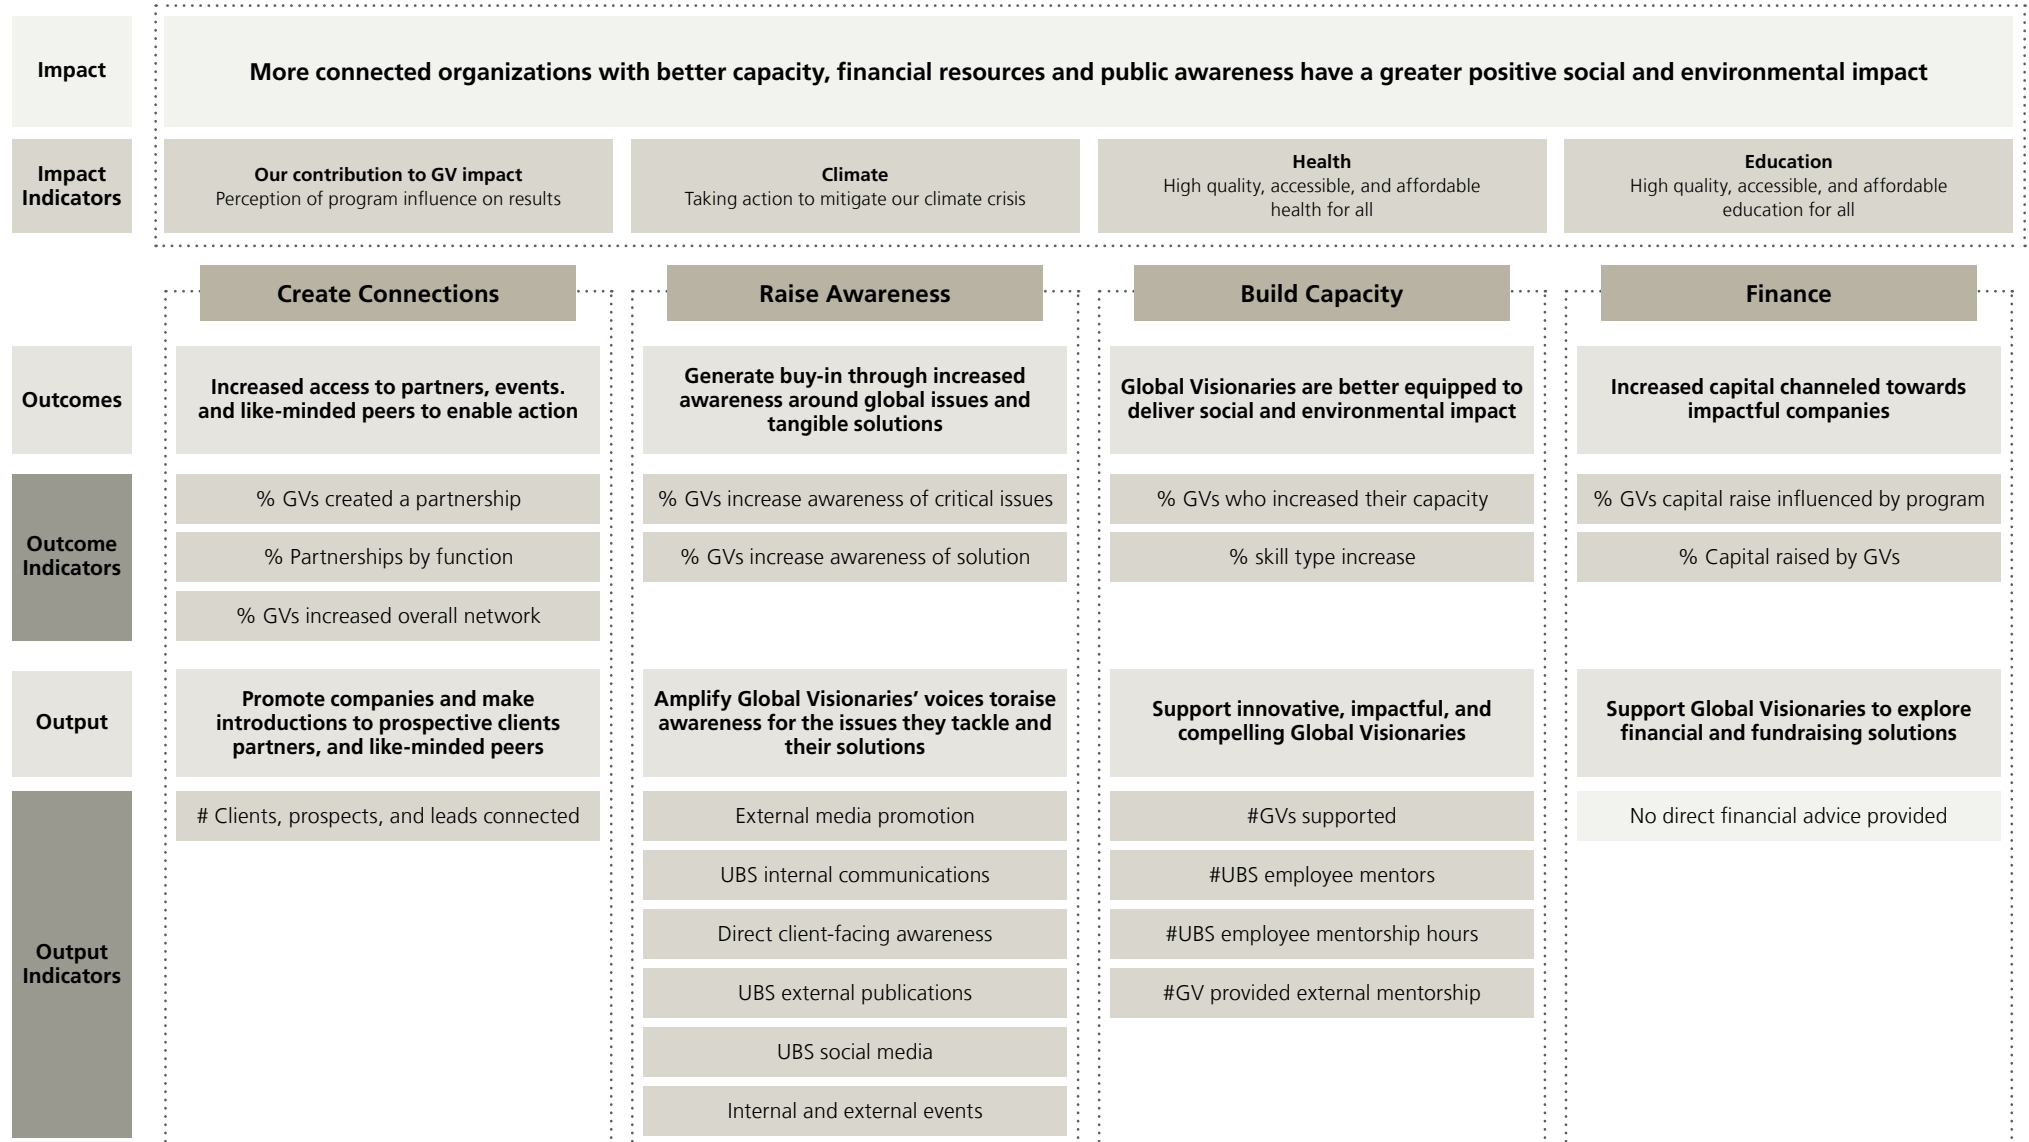 Impact
More connected organizations with better capacity, financial resources and public awareness have a greater positive social and environmental impact
Impact
Indicators
Our contribution to GV impact
Perception of program influence on results
Climate
Taking action to mitigate our climate crisis
Health
High quality, accessible, and affordable
health for all
Education
High quality, accessible, and affordable
education for all
Create Connections
Raise Awareness
Build Capacity
Finance
Outcomes
Increased access to partners, events.
and like-minded peers to enable action
Generate buy-in through increased
awareness around global issues and
tangible solutions
Global Visionaries are better equipped to
deliver social and environmental impact
Increased capital channeled towards
impactful companies
Outcome
Indicators
% GVs created a partnership
% Partnerships by function
% GVs increased overall network
% GVs increase awareness of critical issues
% GVs increase awareness of solution
% GVs who increased their capacity
% skill type increase
% GVs capital raise influenced by program
% Capital raised by GVs
Output
Promote companies and make
introductions to prospective clients
partners, and like-minded peers
Amplify Global Visionaries’ voices toraise
awareness for the issues they tackle and
their solutions
Support innovative, impactful, and
compelling Global Visionaries
Support Global Visionaries to explore
financial and fundraising solutions
Output
Indicators
# Clients, prospects, and leads connected
External media promotion
UBS internal communications
Direct client-facing awareness
UBS external publications
UBS social media
Internal and external events
#GVs supported
#UBS employee mentors
#UBS employee mentorship hours
#GV provided external mentorship
No direct financial advice provided